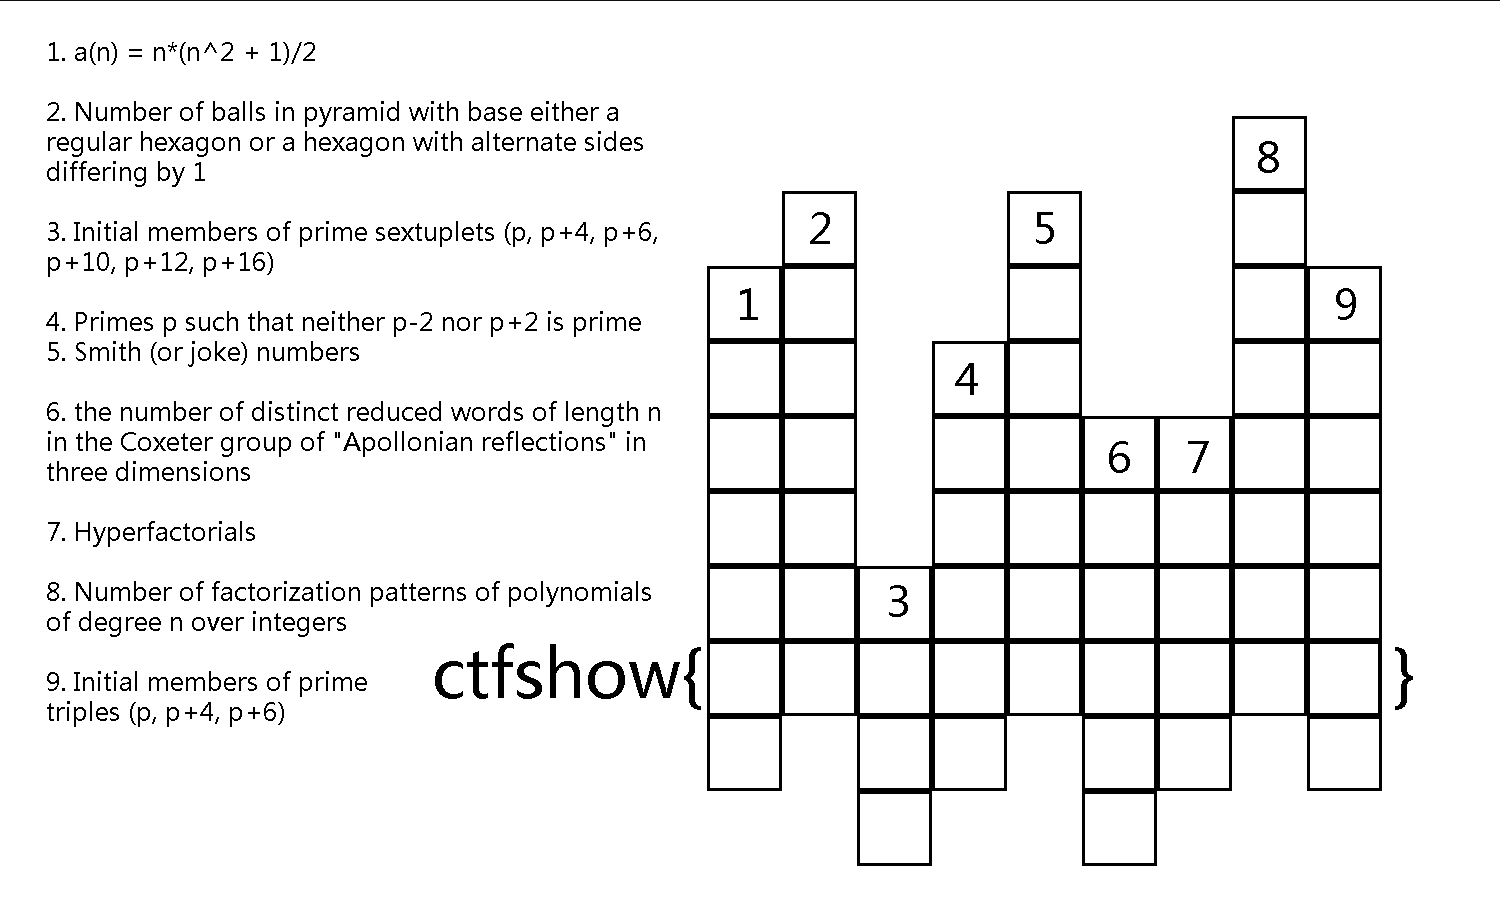 1. a(n) = n*(n^2 + 1)/2
2. Number of balls in pyramid with base either a
regular hexagon or a hexagon with alternate sides
differing by 1
3. Initial members of prime sextuplets (p, p+4, p+6,
p+10, p+12, p+16)
4. Primes p such that neither p-2 nor p+2 is prime
5. Smith (or joke) numbers
6. the number of distinct reduced words of length n
in the Coxeter group of "Apollonian reflections" in
three dimensions
7. Hyperfactorials
8. Number of factorization patterns of polynomials
of degree n over integers
9. Initial members of prime
triples (p, p+4, p+6)
8
2 5
1 9
4
6 7
3
ctfshow{ }